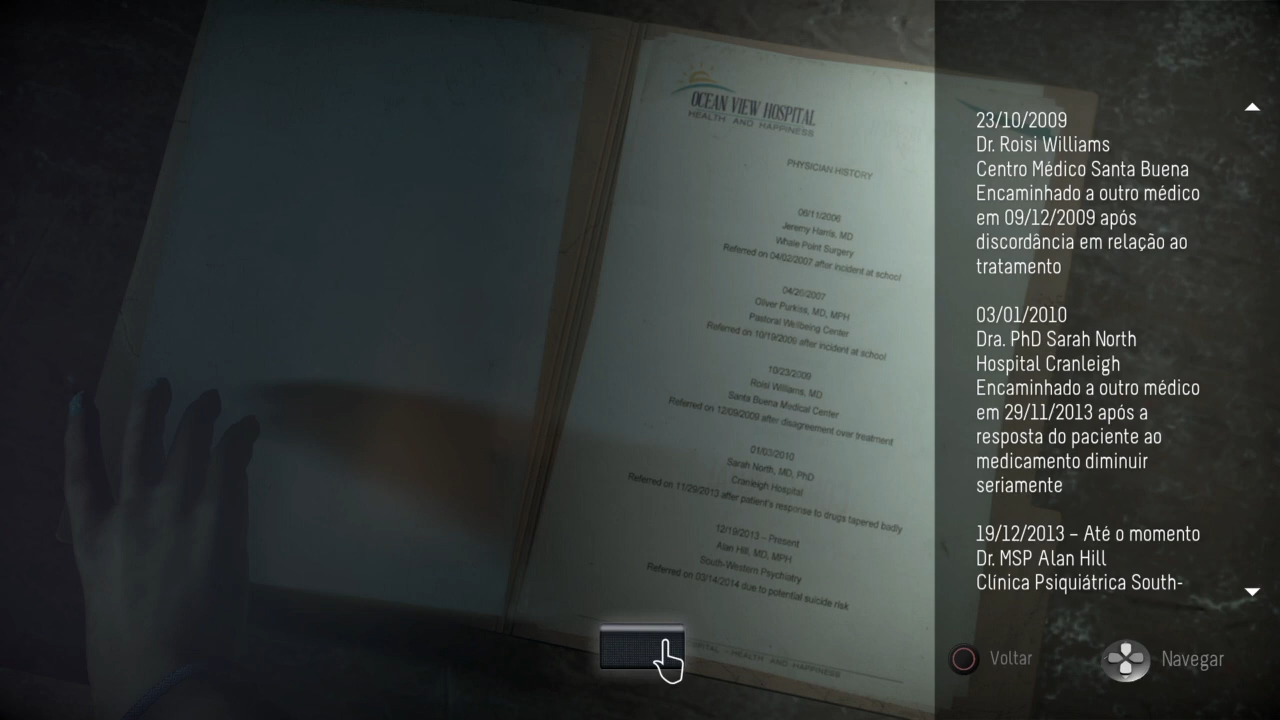 OCEAN VIEW HOSPITAL
HEALTH AND HAPPINESS
PHYSICIAN HISTORY
06/11/2006
Jeremy Harris, MD
Whale Point Surgery
Referred on 04/02/2007 after incident at school
04/26/2007
Oliver Purkiss, MD, MPH
Pastoral Wellbeing Center
Referred on 10/19/2009 after incident at school
10/23/2009
Roisi Williams, MD
Santa Buena Medical Center
Referred on 12/09/2009 after disagreement over treatment
01/03/2010
Sarah North, MD, PhD
Cranleigh Hospital
Referred on 11/29/2013 after patient's response to drugs tapered badly
12/19/2013 – Present
Alan Hill, MD, MPH
South-Western Psychiatry
Referred on 03/14/2014 due to potential suicide risk
HEALTH AND HAPPINESS
23/10/2009
Dr. Roisi Williams
Centro Médico Santa Buena
Encaminhado a outro médico
em 09/12/2009 após
discordância em relação ao
tratamento
03/01/2010
Dra. PhD Sarah North
Hospital Cranleigh
Encaminhado a outro médico
em 29/11/2013 após a
resposta do paciente ao
medicamento diminuir
seriamente
19/12/2013 – Até o momento
Dr. MSP Alan Hill
Clínica Psiquiátrica South-
Voltar
Navegar